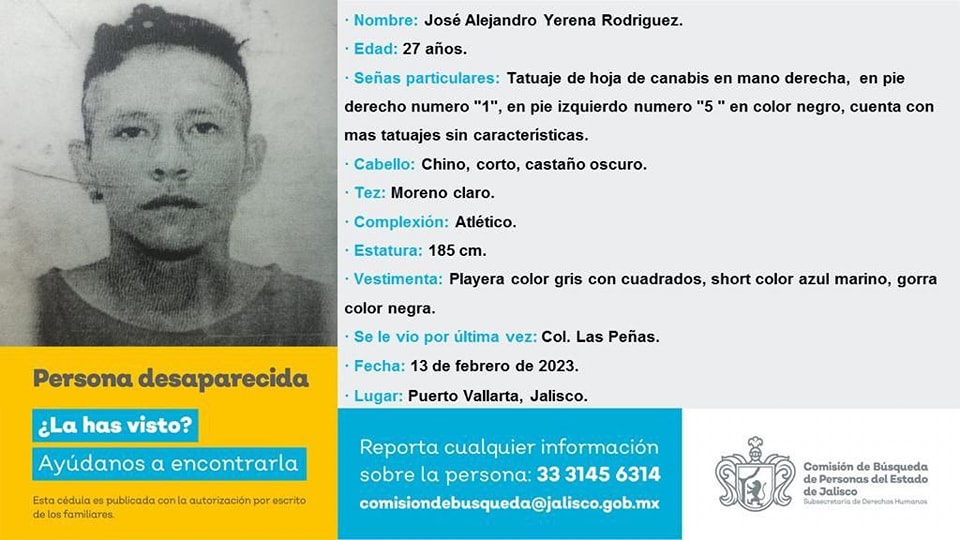 · Nombre: José Alejandro Yerena Rodriguez.
· Edad: 27 años.
· Señas particulares: Tatuaje de hoja de canabis en mano derecha, en pie
derecho numero "1", en pie izquierdo numero "5 " en color negro, cuenta con
mas tatuajes sin características.
· Cabello: Chino, corto, castaño oscuro.
· Tez: Moreno claro.
· Complexión: Atlético.
· Estatura: 185 cm.
· Vestimenta: Playera color gris con cuadrados, short color azul marino, gorra
color negra.
· Se le vio por última vez: Col. Las Peñas.
· Fecha: 13 de febrero de 2023.
· Lugar: Puerto Vallarta, Jalisco.
Persona desaparecida
¿La has visto?
Ayúdanos a encontrarla
Esta cédula es publicada con la autorización por escrito
de los familiares.
Reporta cualquier información
sobre la persona: 33 3145 6314
comisiondebusqueda@jalisco.gob.mx
Comisión de Búsqueda
de Personas del Estado
de Jalisco
Subsecretaría de Derechos Humanos